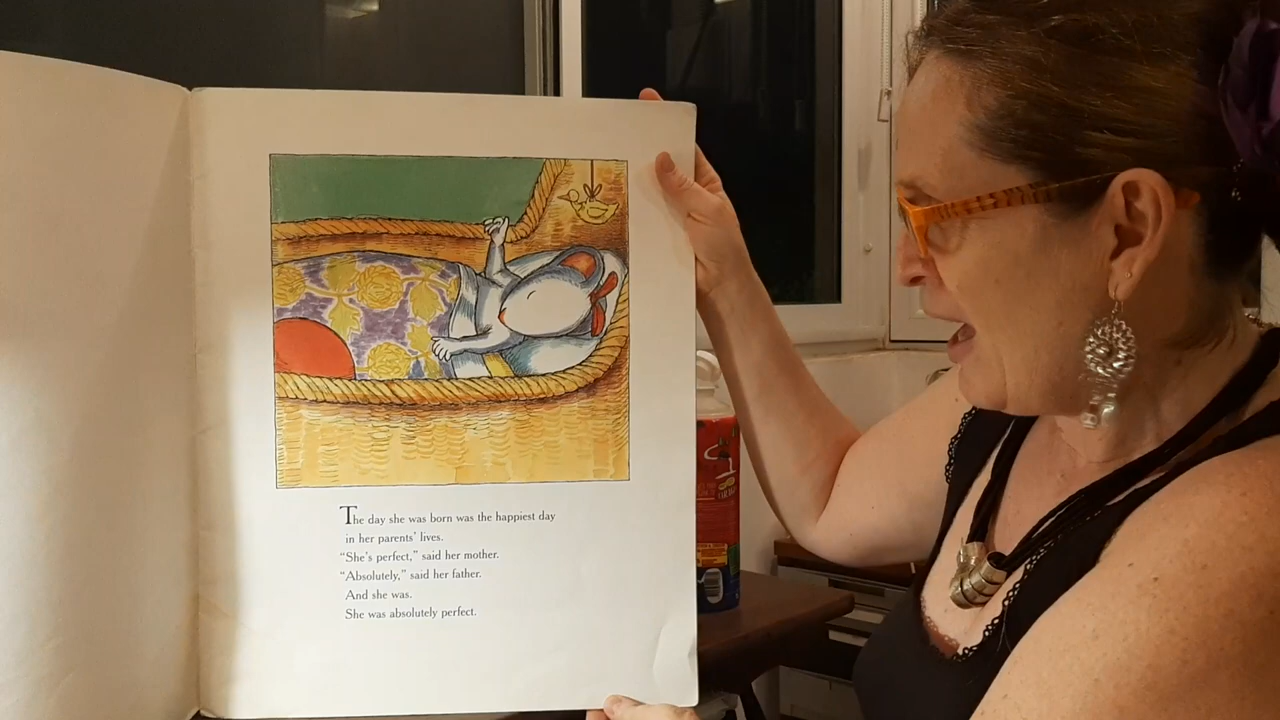 The day she was born was the happiest day
in her parents' lives.
"She's perfect," said her mother.
"Absolutely," said her father.
And she was.
She was absolutely perfect.